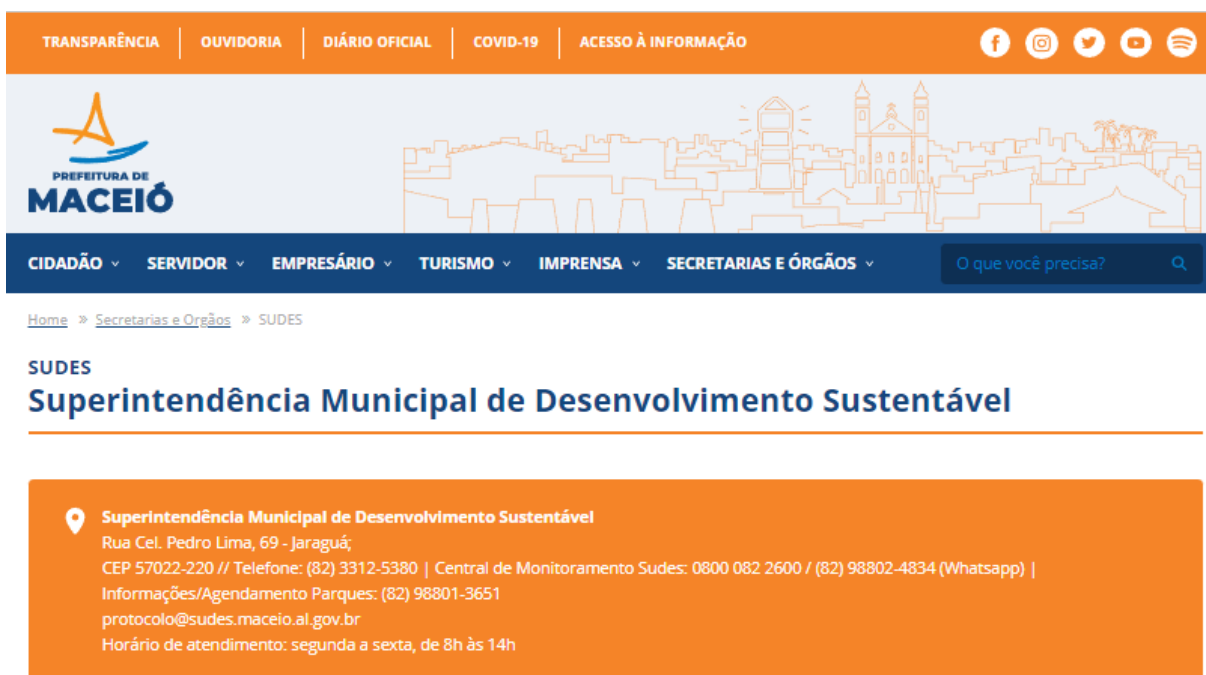 TRANSPARÊNCIA OUVIDORIA DIÁRIO OFICIAL COVID-19 ACESSO À INFORMAÇÃO
PREFEITURA DE
MACEIÓ
CIDADÃO SERVIDOR EMPRESÁRIO TURISMO IMPRENSA SECRETARIAS E ÓRGÃOS O que você precisa?
Home » Secretarias e Orgãos » SUDES
SUDES
Superintendência Municipal de Desenvolvimento Sustentável
Superintendência Municipal de Desenvolvimento Sustentável
Rua Cel. Pedro Lima, 69 - Jaraguá;
CEP 57022-220 // Telefone: (82) 3312-5380 | Central de Monitoramento Sudes: 0800 082 2600 / (82) 98802-4834 (Whatsapp) |
Informações/Agendamento Parques: (82) 98801-3651
protocolo@sudes.maceio.al.gov.br
Horário de atendimento: segunda a sexta, de 8h às 14h